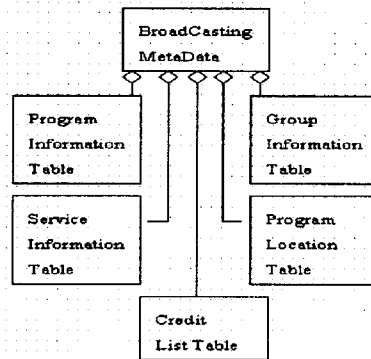 BroadCasting
MetaData
Program
Information
Table
Group
Information
Table
Service
Information
Table
Program
Location
Table
Credit
List Table